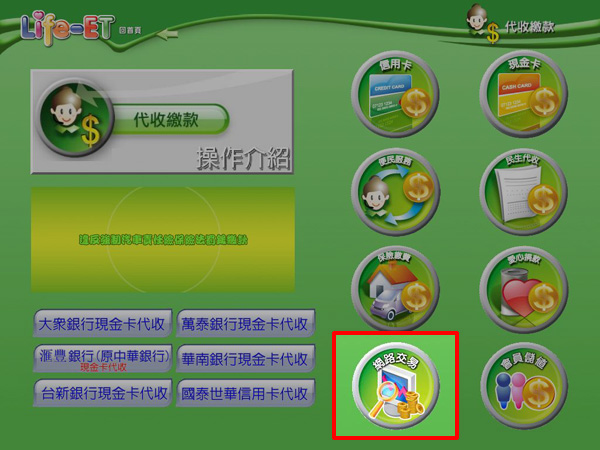 Life-ET 回首頁
代收繳款
代收繳款
操作介紹
大眾銀行現金卡代收
萬泰銀行現金卡代收
滙豐銀行(原中華銀行)
現金卡代收
華南銀行現金卡代收
台新銀行現金卡代收
國泰世華信用卡代收
信用卡
CREDIT CARD
現金卡
CASH CARD
便民服務
民生代收
保險繳費
愛心捐款
網路交易
會員儲值